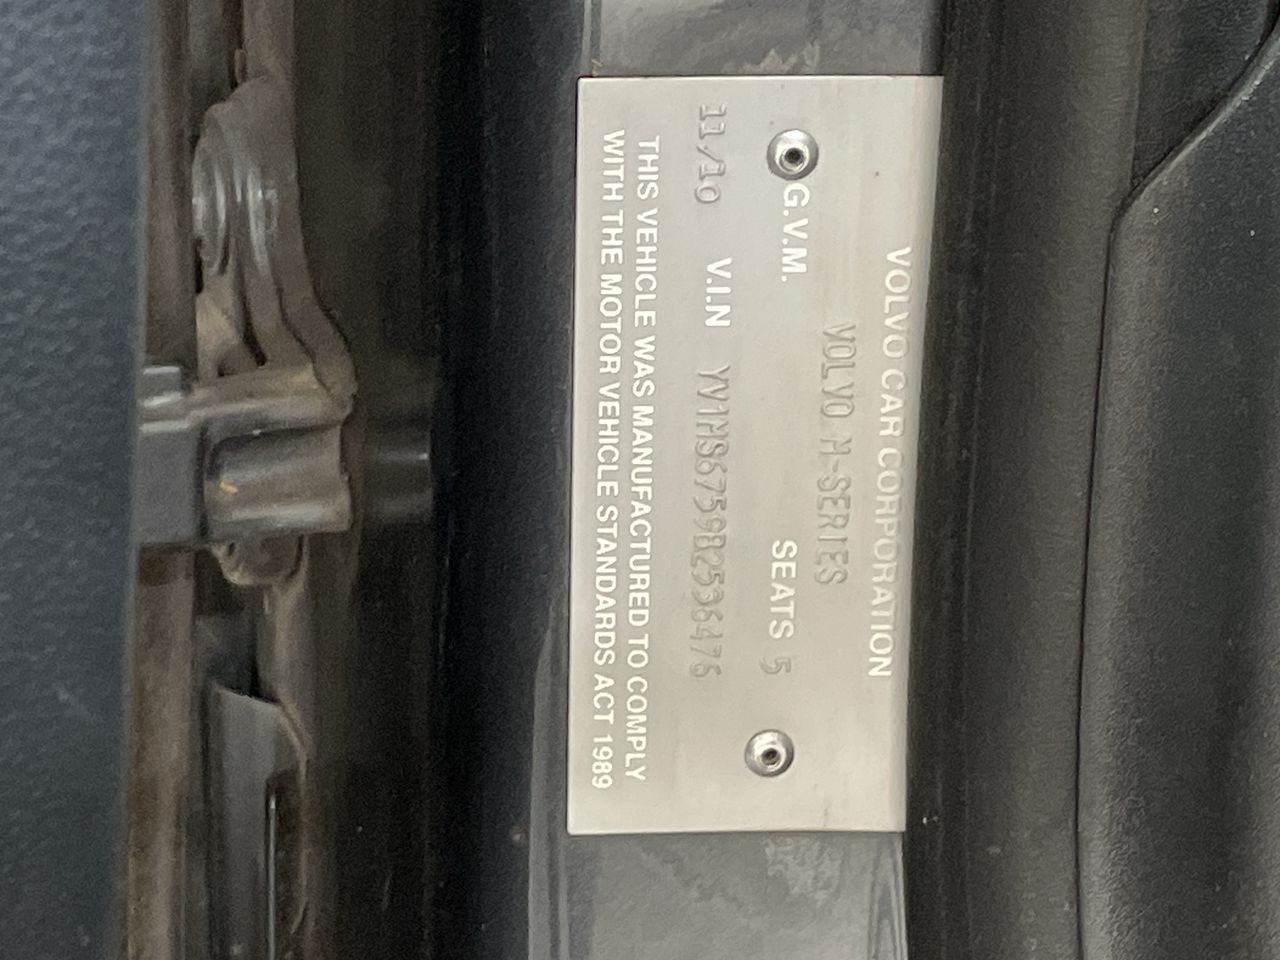 VOLVO CAR CORPORATION
VOLVO M-SERIES
G.V.M. SEATS 5
11/10 V.I.N YV1MS6759B2536476
THIS VEHICLE WAS MANUFACTURED TO COMPLY
WITH THE MOTOR VEHICLE STANDARDS ACT 1989